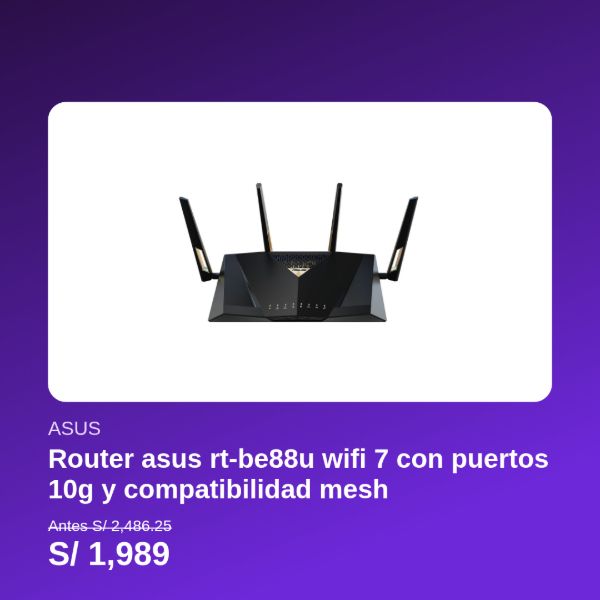 ASUS
Router asus rt-be88u wifi 7 con puertos
10g y compatibilidad mesh
Antes S/ 2,486.25
S/ 1,989